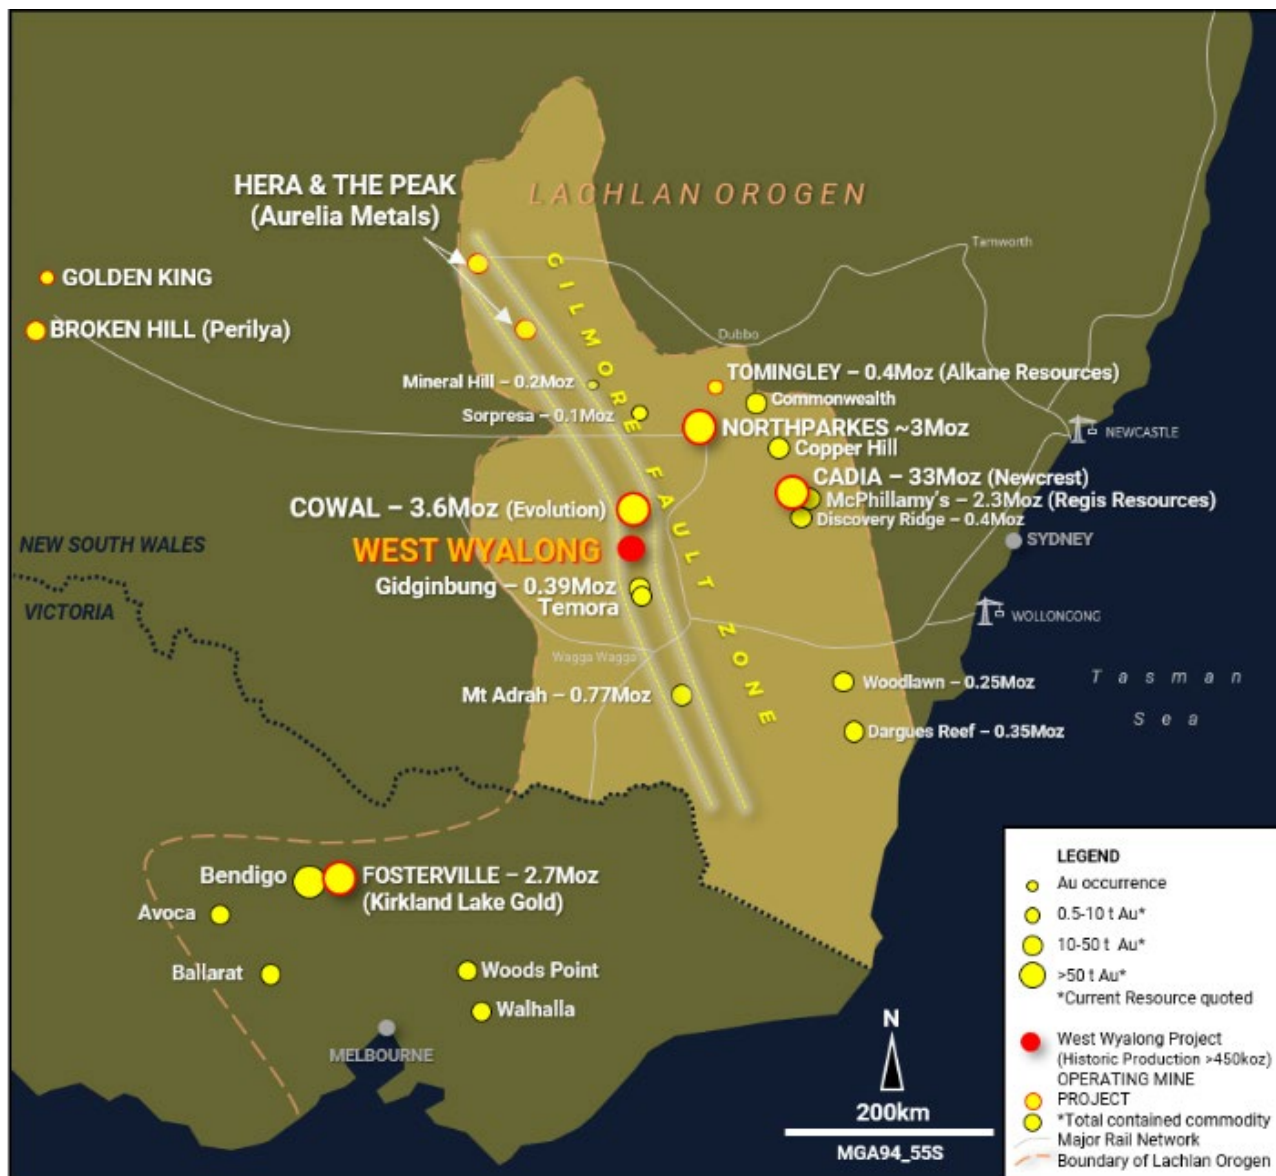 HERA & THE PEAK
(Aurelia Metals)
LACHLAN OROGEN
Tamworth
GOLDEN KING
BROKEN HILL (Perilya)
GILMORE FAULT ZONE
Dubbo
Mineral Hill – 0.2Moz
TOMINGLEY – 0.4Moz (Alkane Resources)
Commonwealth
Sorpresa – 0.1Moz
NORTHPARKES ~3Moz
NEWCASTLE
Copper Hill
CADIA – 33Moz (Newcrest)
McPhillamy's – 2.3Moz (Regis Resources)
COWAL – 3.6Moz (Evolution)
Discovery Ridge – 0.4Moz
NEW SOUTH WALES
WEST WYALONG
SYDNEY
VICTORIA
Gidginbung – 0.39Moz
Temora
WOLLONGONG
Wagga Wagga
Mt Adrah – 0.77Moz
Woodlawn – 0.25Moz
Tasman
Sea
Dargues Reef – 0.35Moz
Bendigo
FOSTERVILLE – 2.7Moz
(Kirkland Lake Gold)
Avoca
Ballarat
Woods Point
Walhalla
MELBOURNE
N
200km
MGA94_55S
LEGEND
Au occurrence
0.5-10 t Au*
10-50 t Au*
>50 t Au*
*Current Resource quoted
West Wyalong Project
(Historic Production >450koz)
OPERATING MINE
PROJECT
*Total contained commodity
Major Rail Network
Boundary of Lachlan Orogen